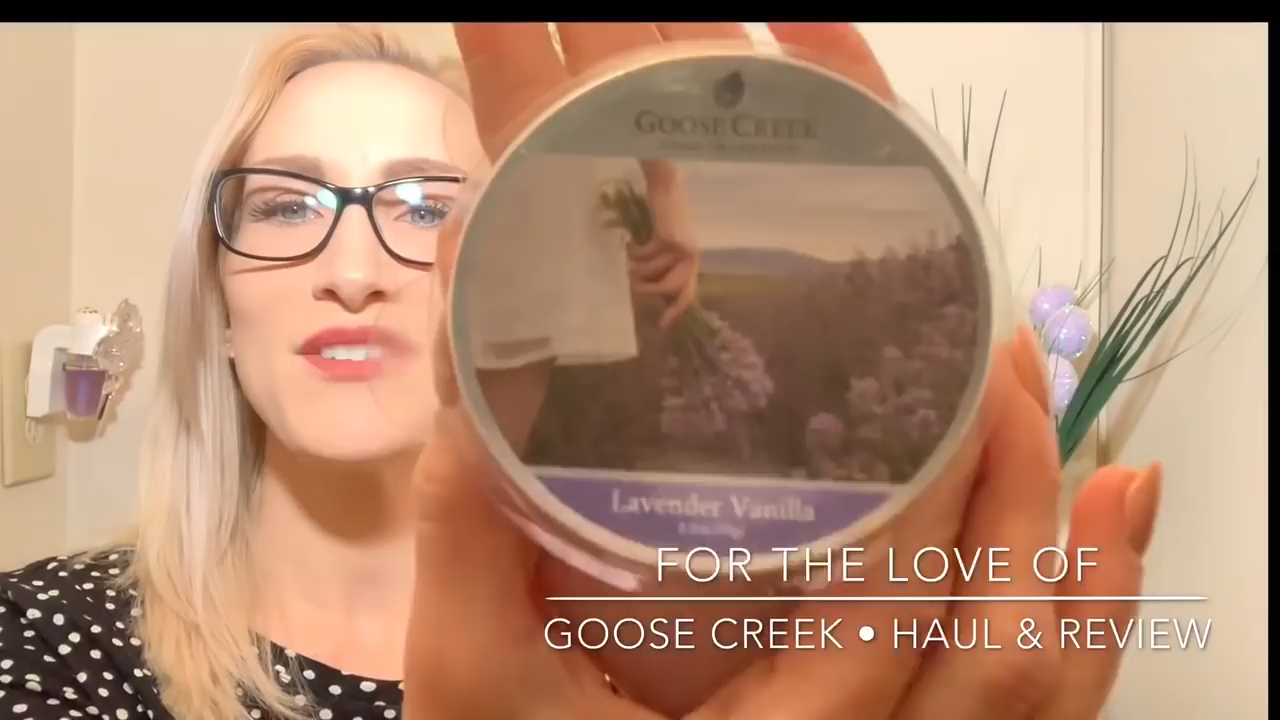 GOOSE CREEK
Lavender Vanilla
FOR THE LOVE OF
GOOSE CREEK • HAUL & REVIEW